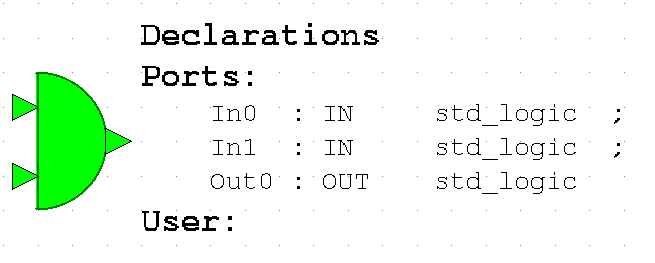 Declarations
Ports:
In0 : IN std_logic ;
In1 : IN std_logic ;
Out0 : OUT std_logic
User: